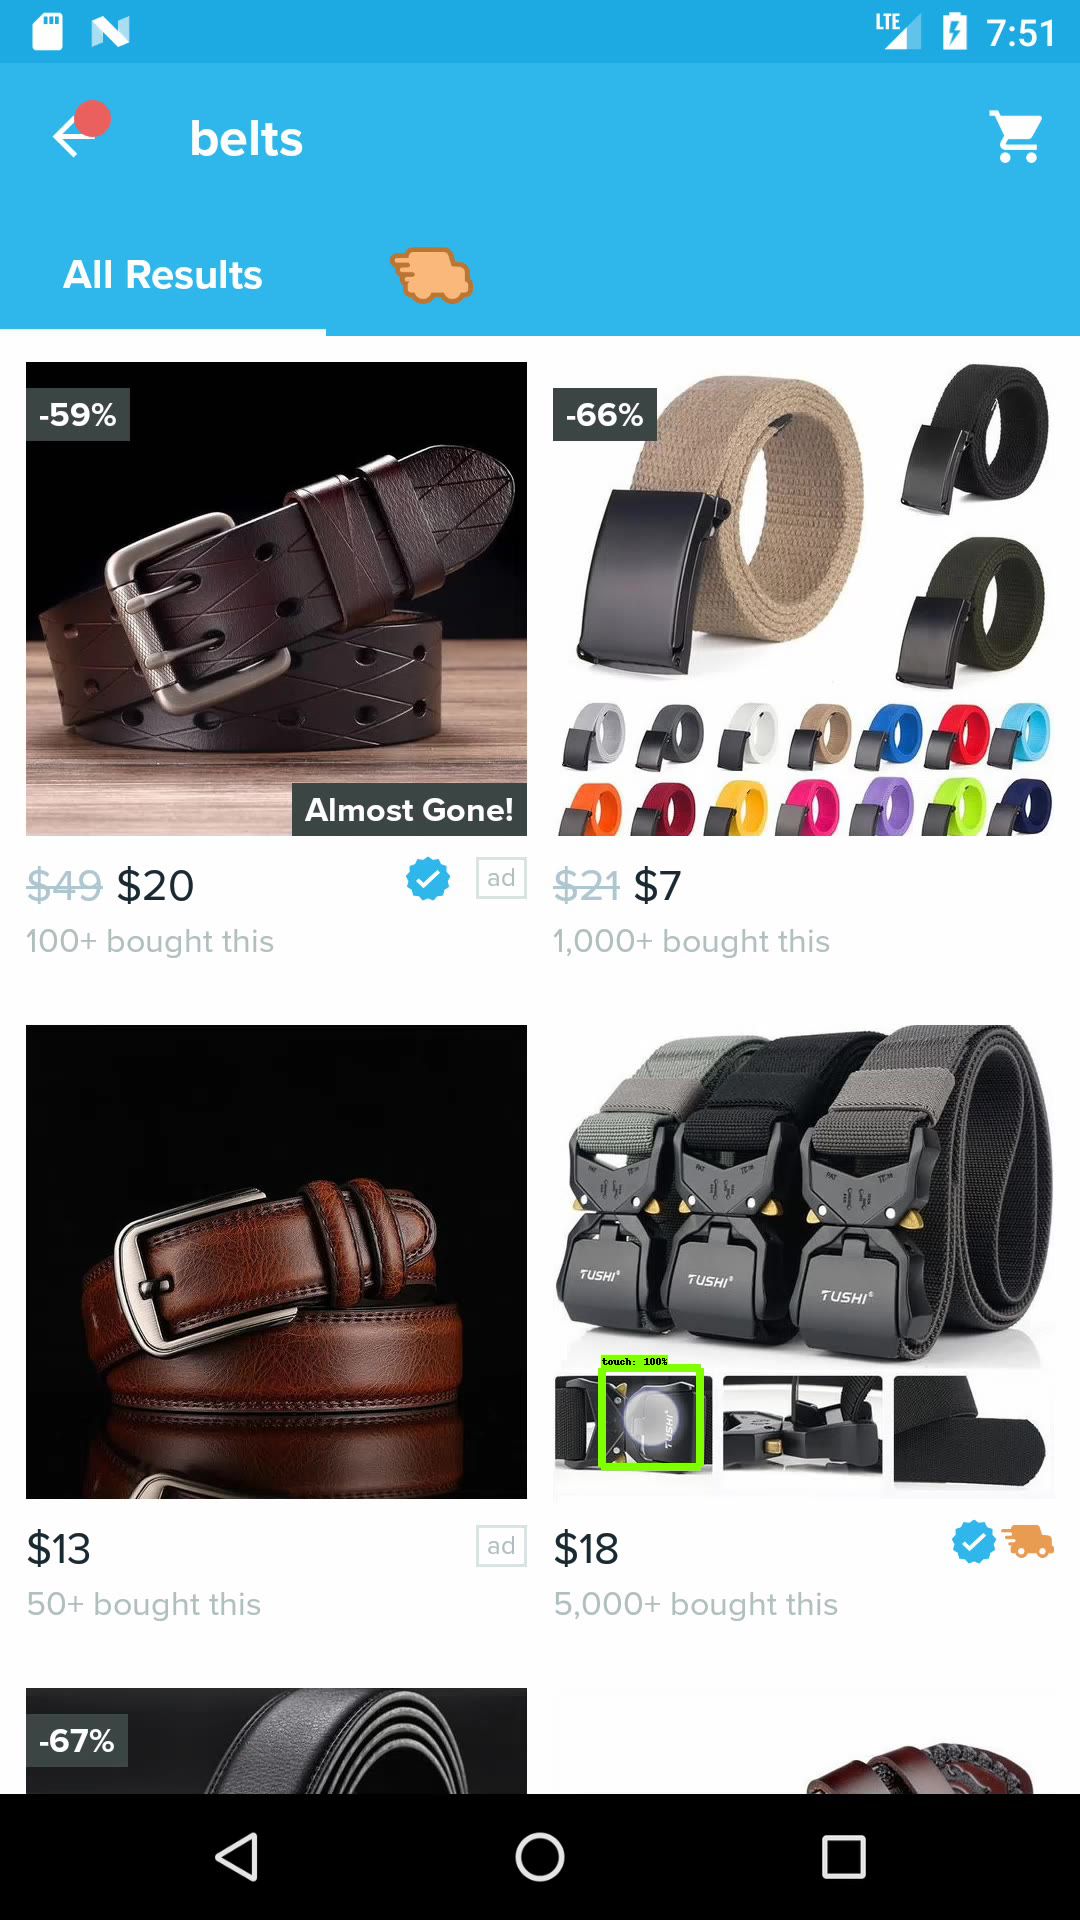 LTE 7:51
belts
All Results
-59%
-66%
Almost Gone!
$49 $20 ad
$21 $7
100+ bought this
1,000+ bought this
TUSHI
TUSHI
TUSHI
touch: 100%
TUSHI
$13 ad
$18
50+ bought this
5,000+ bought this
-67%